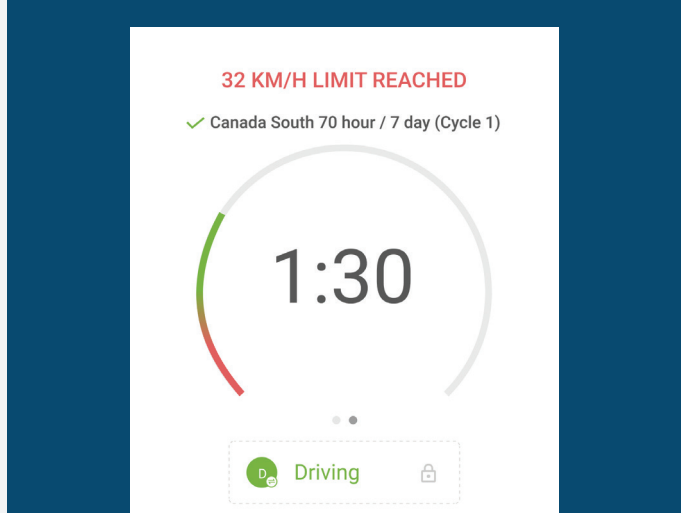 32 KM/H LIMIT REACHED
Canada South 70 hour / 7 day (Cycle 1)
1:30
D Driving